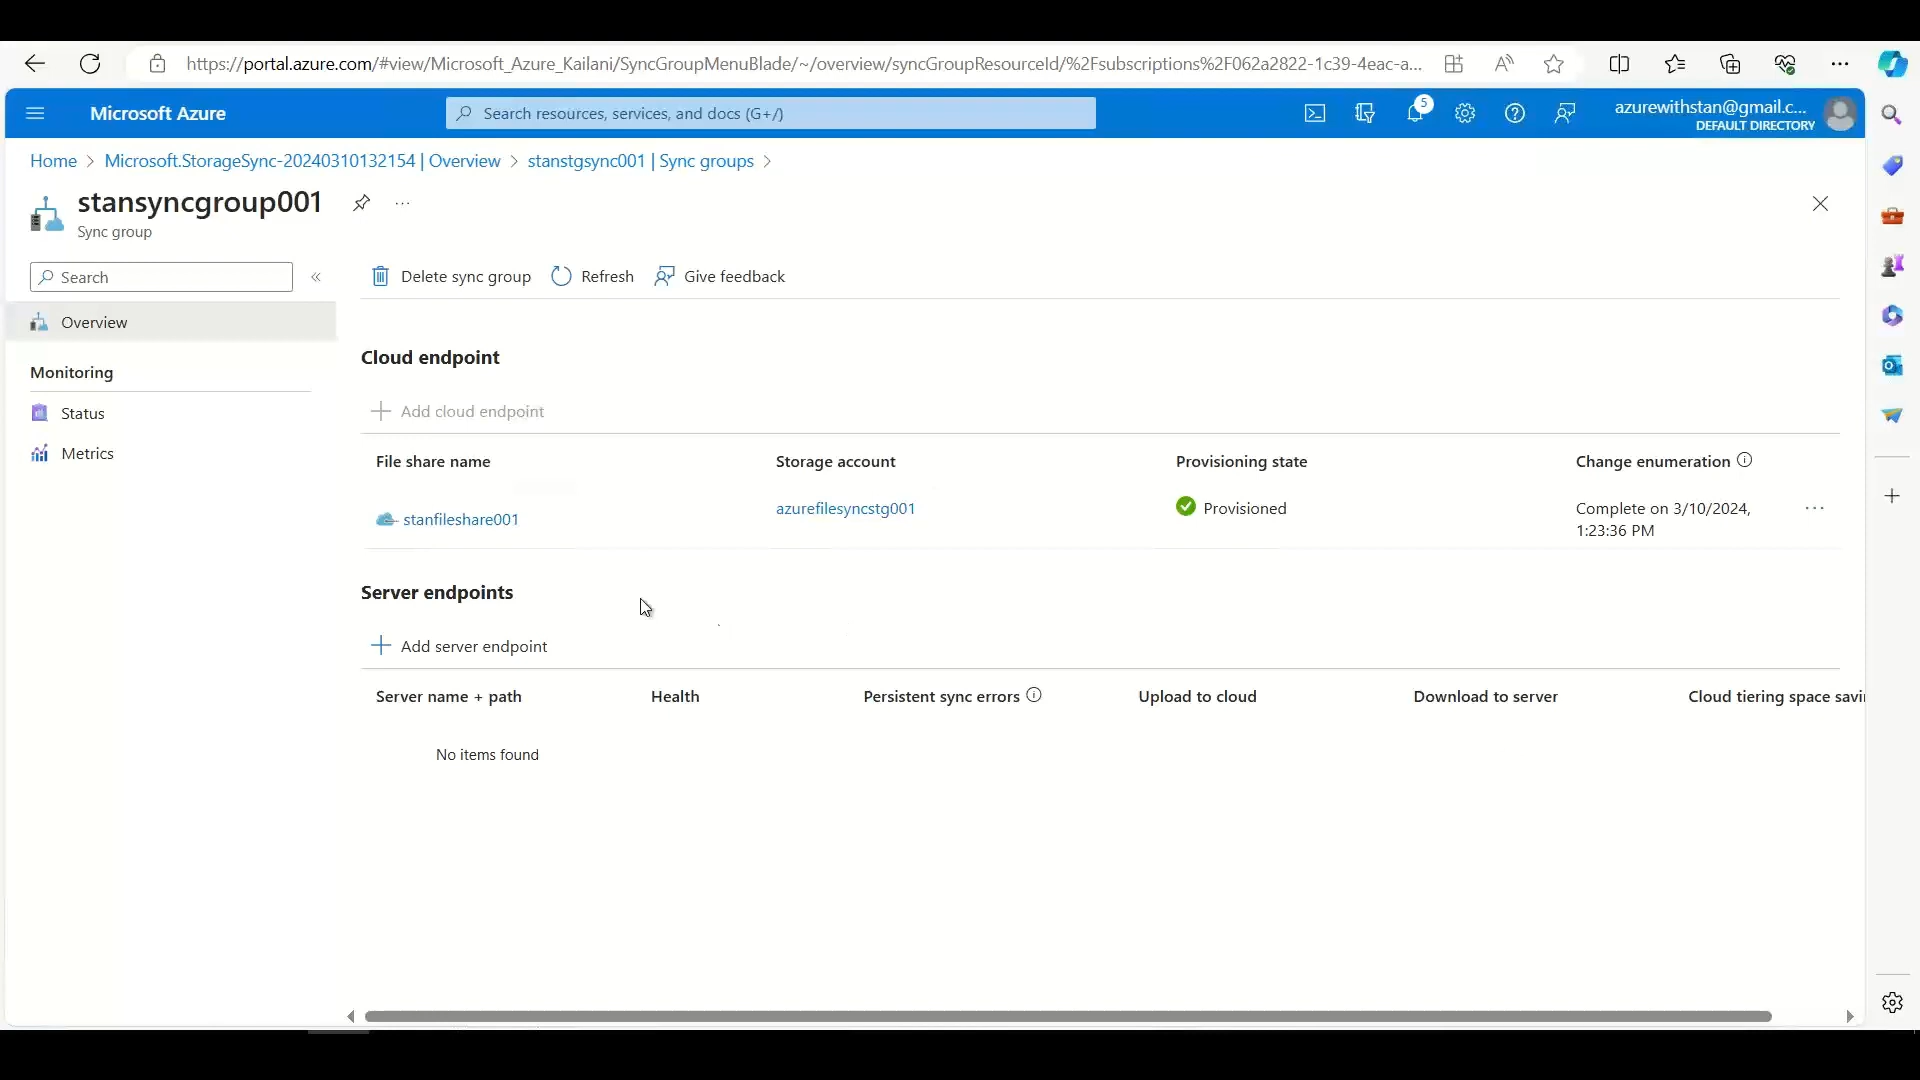 https://portal.azure.com/#view/Microsoft_Azure_Kailani/SyncGroupMenuBlade/~/overview/syncGroupResourceId/%2Fsubscriptions%2F062a2822-1c39-4eac-a...
Microsoft Azure
Search resources, services, and docs (G+/)
5
azurewithstan@gmail.c...
DEFAULT DIRECTORY
Home > Microsoft.StorageSync-20240310132154 | Overview > stanstgsync001 | Sync groups >
stansyncgroup001
Sync group
Search
Delete sync group
Refresh
Give feedback
Overview
Cloud endpoint
Monitoring
Add cloud endpoint
Status
Metrics
File share name
Storage account
Provisioning state
Change enumeration
stanfileshare001
azurefilesyncstg001
Provisioned
Complete on 3/10/2024,
1:23:36 PM
Server endpoints
Add server endpoint
Server name + path
Health
Persistent sync errors
Upload to cloud
Download to server
Cloud tiering space savi
No items found